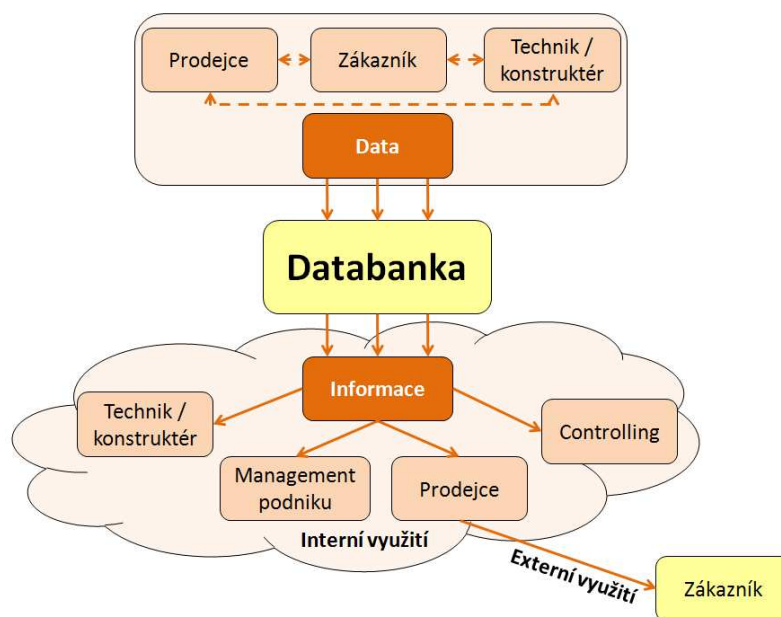 Prodejce
Zákazník
Technik /
konstruktér
Data
Databanka
Informace
Technik /
konstruktér
Controlling
Management
podniku
Prodejce
Interní využití
Externí využití
Zákazník